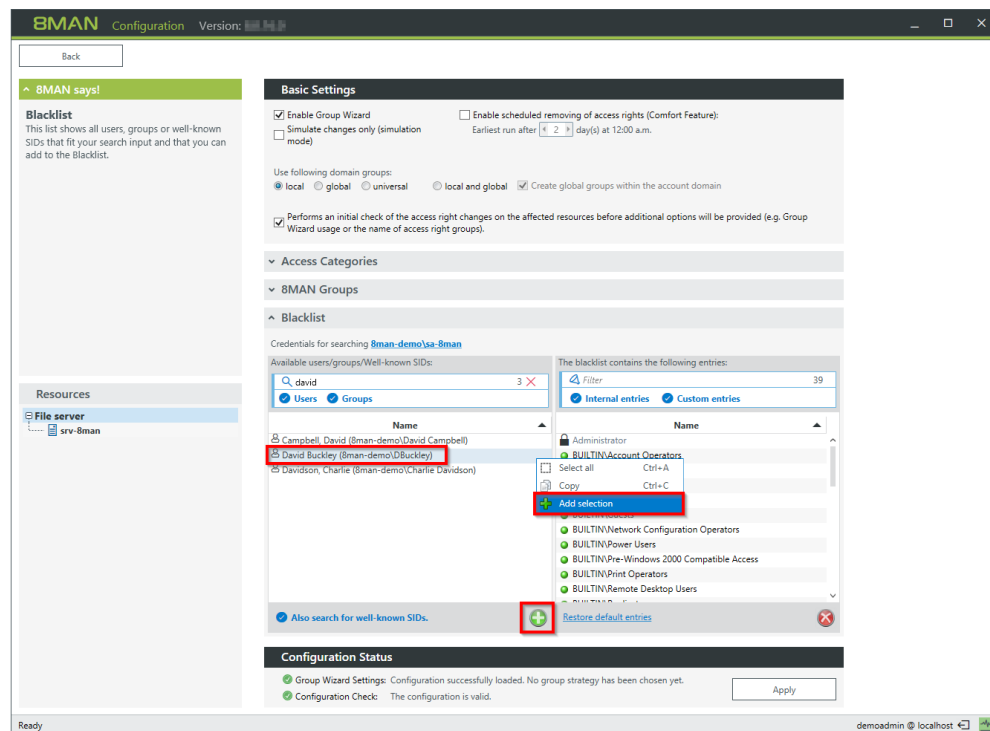 8MAN Configuration Version:
Back
8MAN says!
Blacklist
This list shows all users, groups or well-known
SIDs that fit your search input and that you can
add to the Blacklist.
Resources
File server
srv-8man
Basic Settings
Enable Group Wizard
Simulate changes only (simulation
mode)
Enable scheduled removing of access rights (Comfort Feature):
Earliest run after 2 day(s) at 12:00 a.m.
Use following domain groups:
local global universal local and global Create global groups within the account domain
Performs an initial check of the access right changes on the affected resources before additional options will be provided (e.g. Group
Wizard usage or the name of access right groups).
Access Categories
8MAN Groups
Blacklist
Credentials for searching 8man-demo\sa-8man
Available users/groups/Well-known SIDs:
david 3
Users Groups
Name
Campbell, David (8man-demo\David Campbell)
David Buckley (8man-demo\DBuckley)
Davidson, Charlie (8man-demo\Charlie Davidson)
Also search for well-known SIDs.
The blacklist contains the following entries:
Filter 39
Internal entries Custom entries
Name
Administrator
BUILTIN\Account Operators
Select all Ctrl+A
Copy Ctrl+C
Add selection
BUILTIN\Network Configuration Operators
BUILTIN\Power Users
BUILTIN\Pre-Windows 2000 Compatible Access
BUILTIN\Print Operators
BUILTIN\Remote Desktop Users
Restore default entries
Configuration Status
Group Wizard Settings: Configuration successfully loaded. No group strategy has been chosen yet.
Configuration Check: The configuration is valid.
Apply
Ready
demoadmin @ localhost